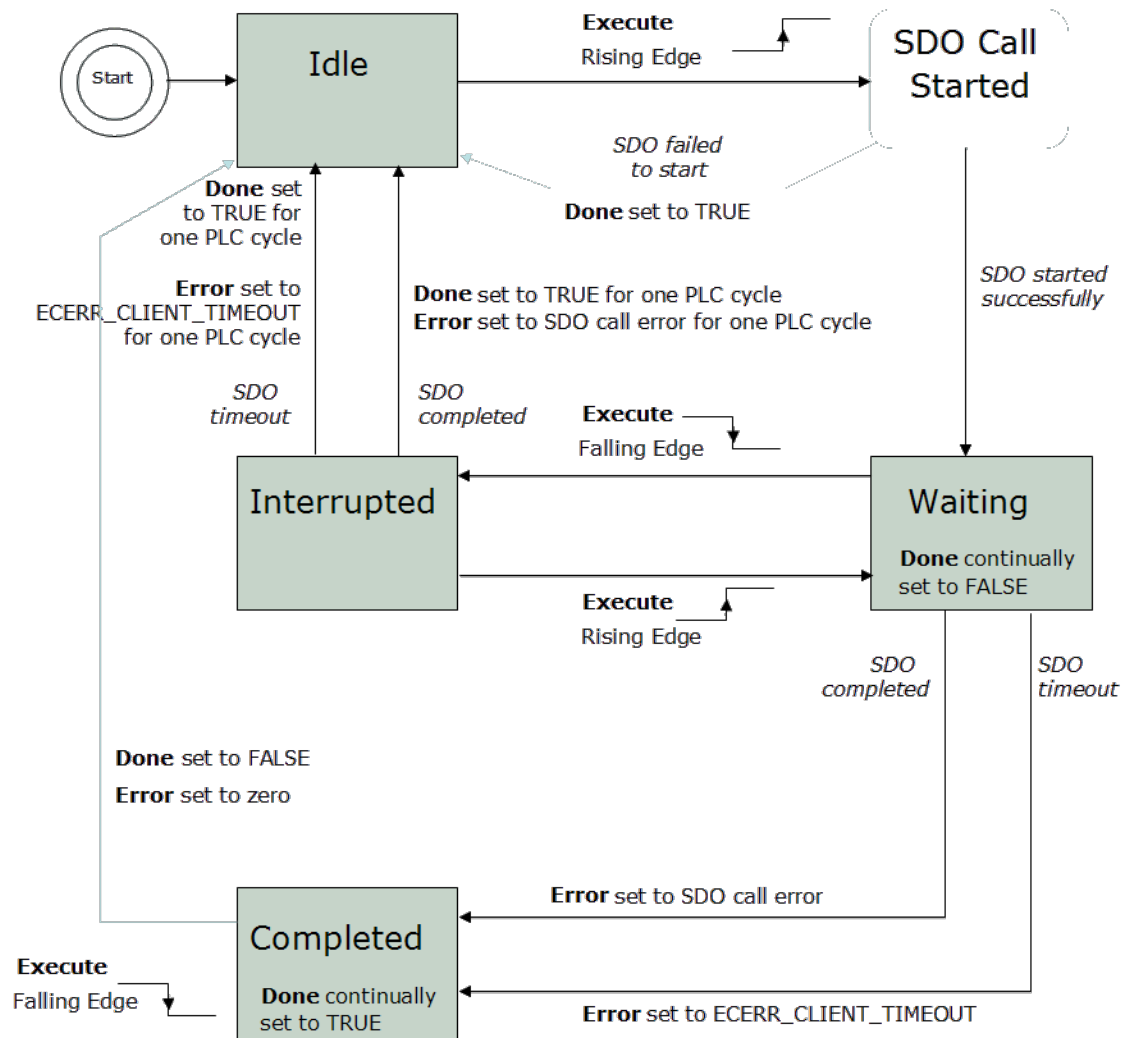 Start
Idle
Execute
Rising Edge
SDO Call
Started
SDO failed
to start
Done set to TRUE
Done set
to TRUE for
one PLC cycle
Error set to
ECERR_CLIENT_TIMEOUT
for one PLC cycle
Done set to TRUE for one PLC cycle
Error set to SDO call error for one PLC cycle
SDO started
successfully
SDO
timeout
SDO
completed
Execute
Falling Edge
Interrupted
Waiting
Done continually
set to FALSE
Execute
Rising Edge
SDO
completed
SDO
timeout
Done set to FALSE
Error set to zero
Error set to SDO call error
Completed
Done continually
set to TRUE
Execute
Falling Edge
Error set to ECERR_CLIENT_TIMEOUT